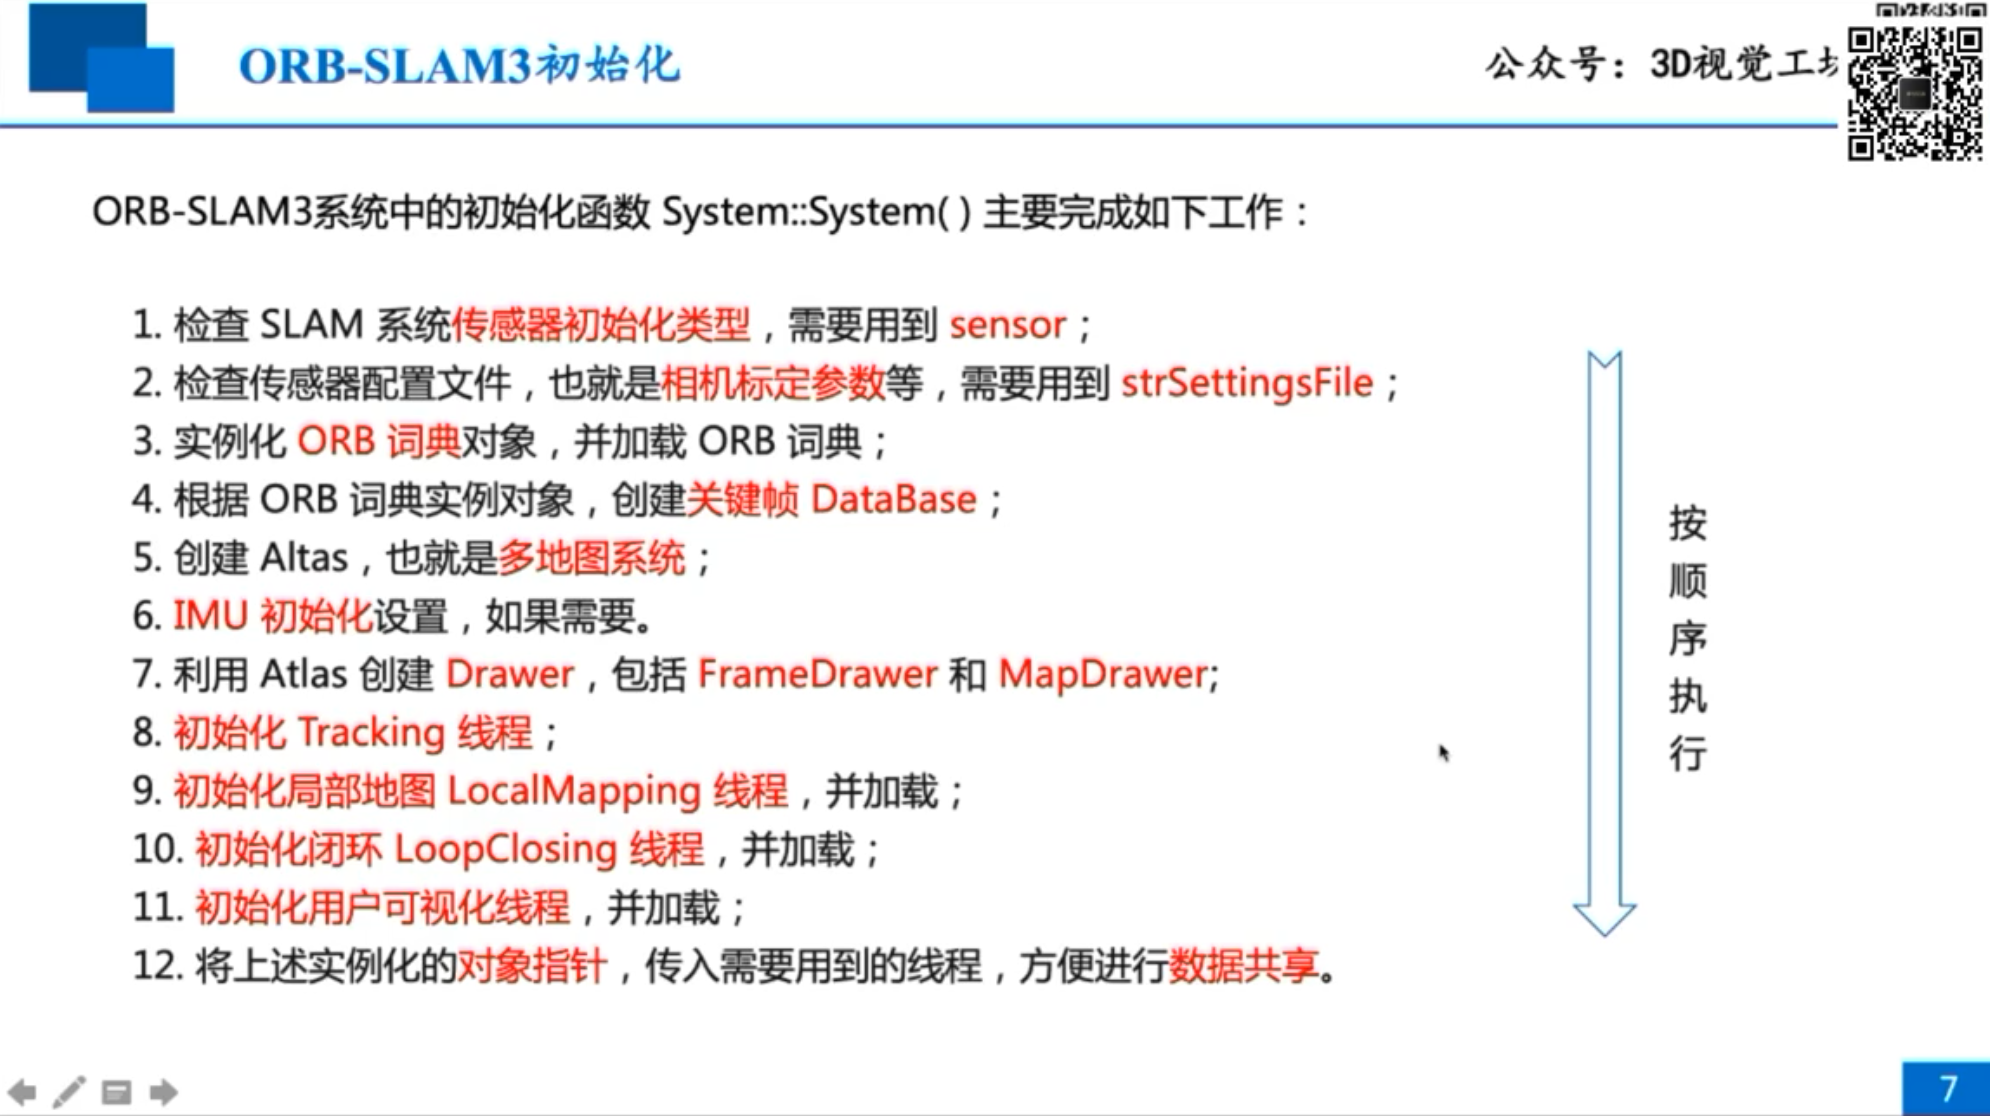 ORB-SLAM3初始化
公众号：3D视觉工坊
ORB-SLAM3系统中的初始化函数 System::System( ) 主要完成如下工作：
1. 检查 SLAM 系统传感器初始化类型，需要用到 sensor；
2. 检查传感器配置文件，也就是相机标定参数等，需要用到 strSettingsFile；
3. 实例化 ORB 词典对象，并加载 ORB 词典；
4. 根据 ORB 词典实例对象，创建关键帧 DataBase；
5. 创建 Altas，也就是多地图系统；
6. IMU 初始化设置，如果需要。
7. 利用 Atlas 创建 Drawer，包括 FrameDrawer 和 MapDrawer;
8. 初始化 Tracking 线程；
9. 初始化局部地图 LocalMapping 线程，并加载；
10. 初始化闭环 LoopClosing 线程，并加载；
11. 初始化用户可视化线程，并加载；
12. 将上述实例化的对象指针，传入需要用到的线程，方便进行数据共享。
按
顺
序
执
行
7